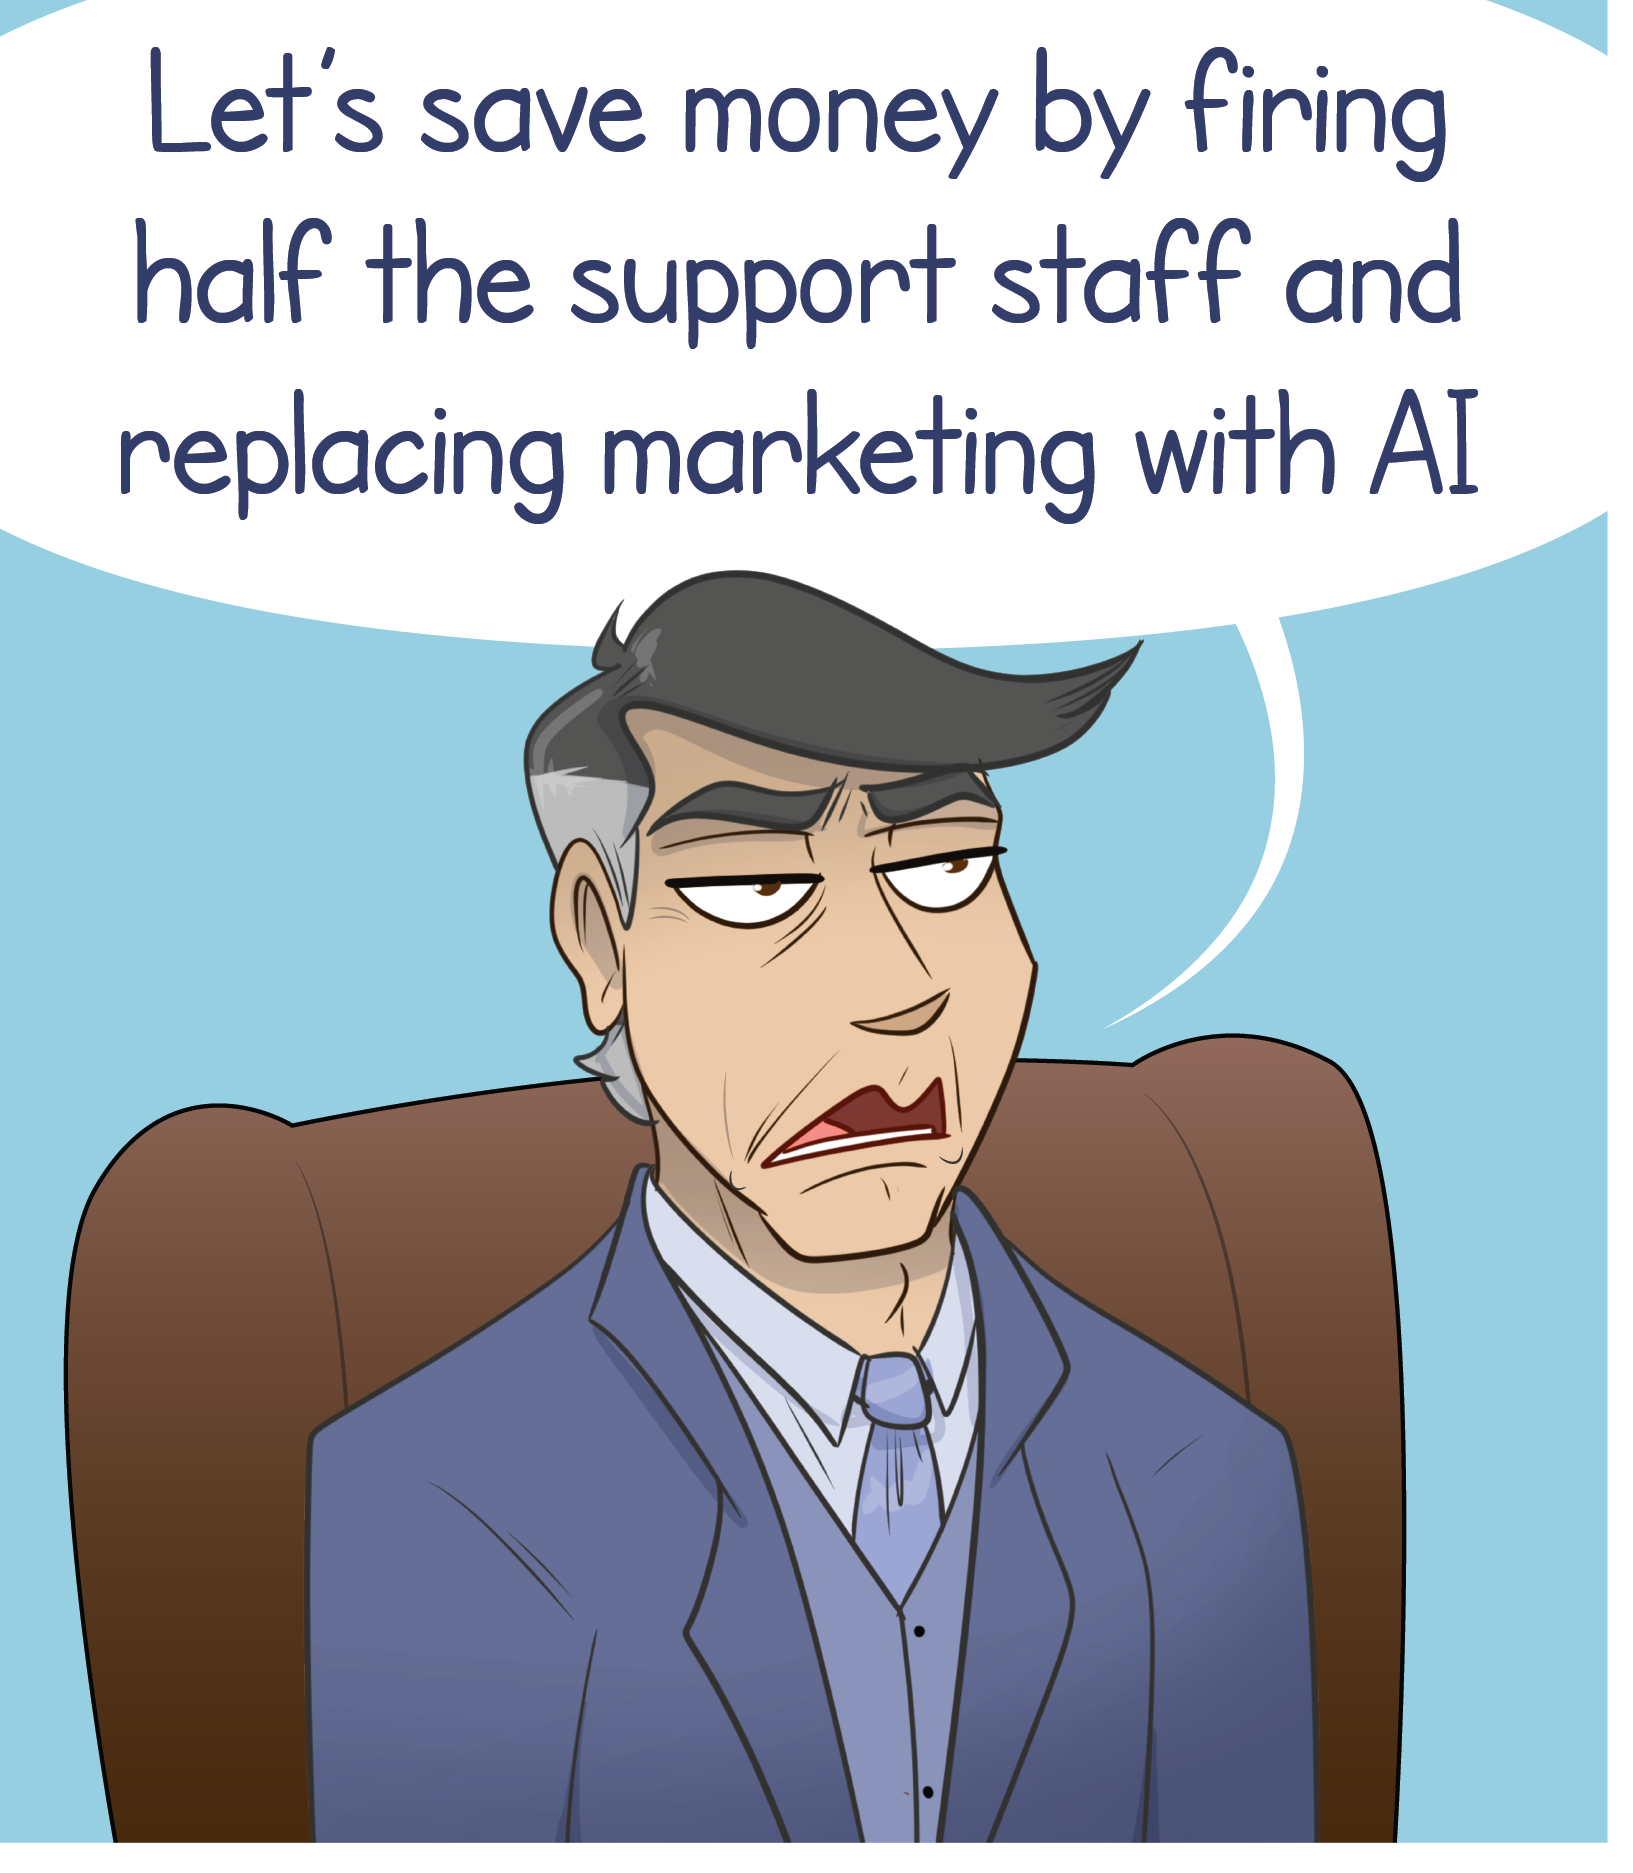 Let's save money by firing
half the support staff and
replacing marketing with AI